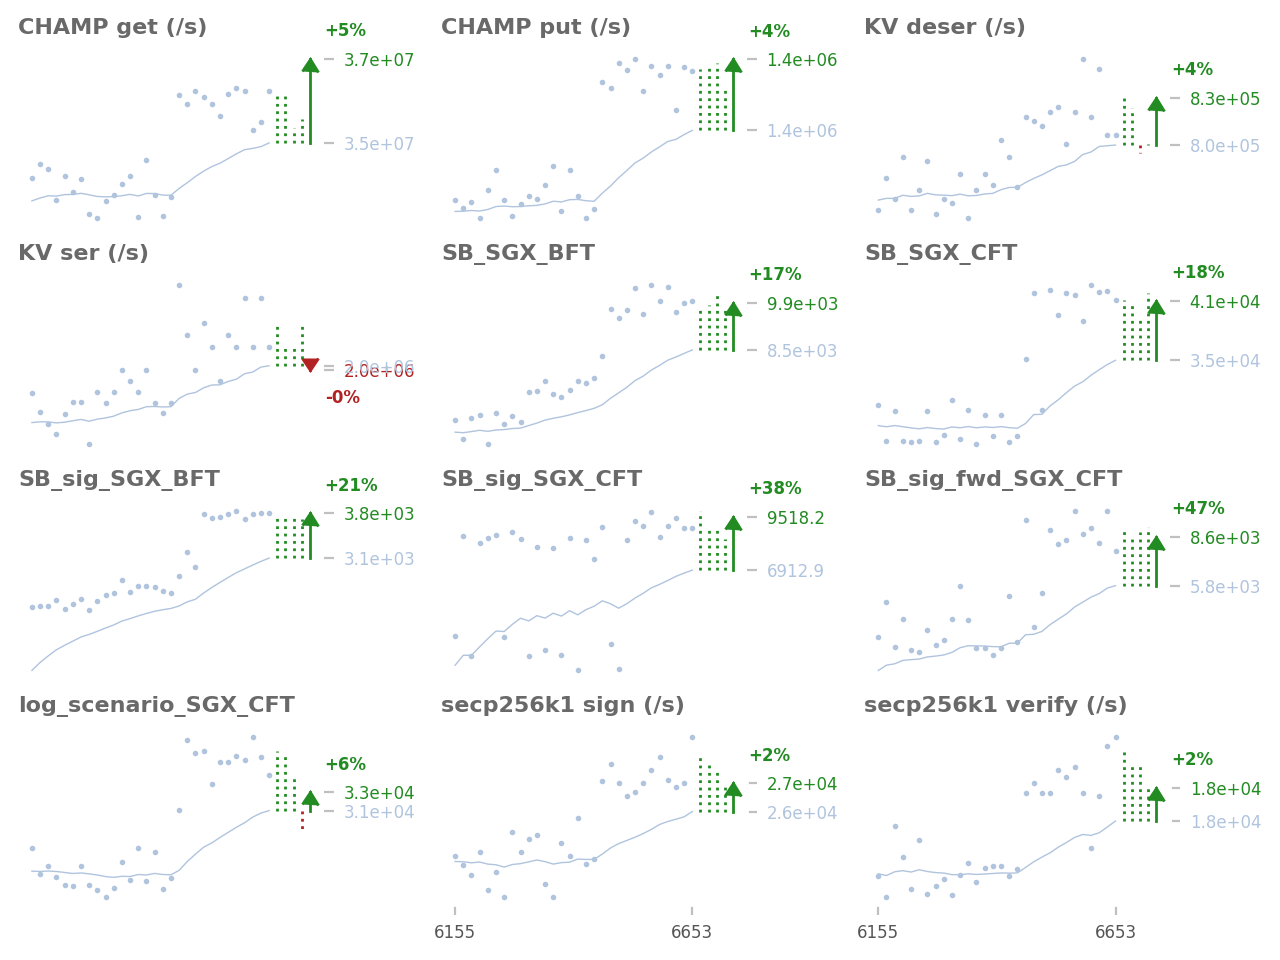 CHAMP get (/s)
+5%
3.7e+07
3.5e+07
CHAMP put (/s)
+4%
1.4e+06
1.4e+06
KV deser (/s)
+4%
8.3e+05
8.0e+05
KV ser (/s)
2.0e+06
2.0e+06
-0%
SB_SGX_BFT
+17%
9.9e+03
8.5e+03
SB_SGX_CFT
+18%
4.1e+04
3.5e+04
SB_sig_SGX_BFT
+21%
3.8e+03
3.1e+03
SB_sig_SGX_CFT
+38%
9518.2
6912.9
SB_sig_fwd_SGX_CFT
+47%
8.6e+03
5.8e+03
log_scenario_SGX_CFT
+6%
3.3e+04
3.1e+04
secp256k1 sign (/s)
+2%
2.7e+04
2.6e+04
6155 6653
secp256k1 verify (/s)
+2%
1.8e+04
1.8e+04
6155 6653